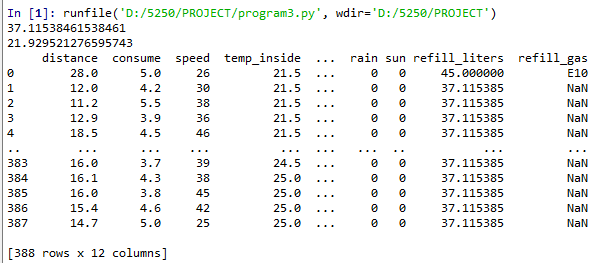 In [1]: runfile('D:/5250/PROJECT/program3.py', wdir='D:/5250/PROJECT')
37.11538461538461
21.929521276595743
     distance  consume  speed  temp_inside  ...  rain  sun  refill_liters  refill_gas
0        28.0      5.0     26         21.5  ...     0    0      45.000000         E10
1        12.0      4.2     30         21.5  ...     0    0      37.115385         NaN
2        11.2      5.5     38         21.5  ...     0    0      37.115385         NaN
3        12.9      3.9     36         21.5  ...     0    0      37.115385         NaN
4        18.5      4.5     46         21.5  ...     0    0      37.115385         NaN
..        ...      ...    ...          ...  ...   ...   ..            ...         ...
383      16.0      3.7     39         24.5  ...     0    0      37.115385         NaN
384      16.1      4.3     38         25.0  ...     0    0      37.115385         NaN
385      16.0      3.8     45         25.0  ...     0    0      37.115385         NaN
386      15.4      4.6     42         25.0  ...     0    0      37.115385         NaN
387      14.7      5.0     25         25.0  ...     0    0      37.115385         NaN
[388 rows x 12 columns]